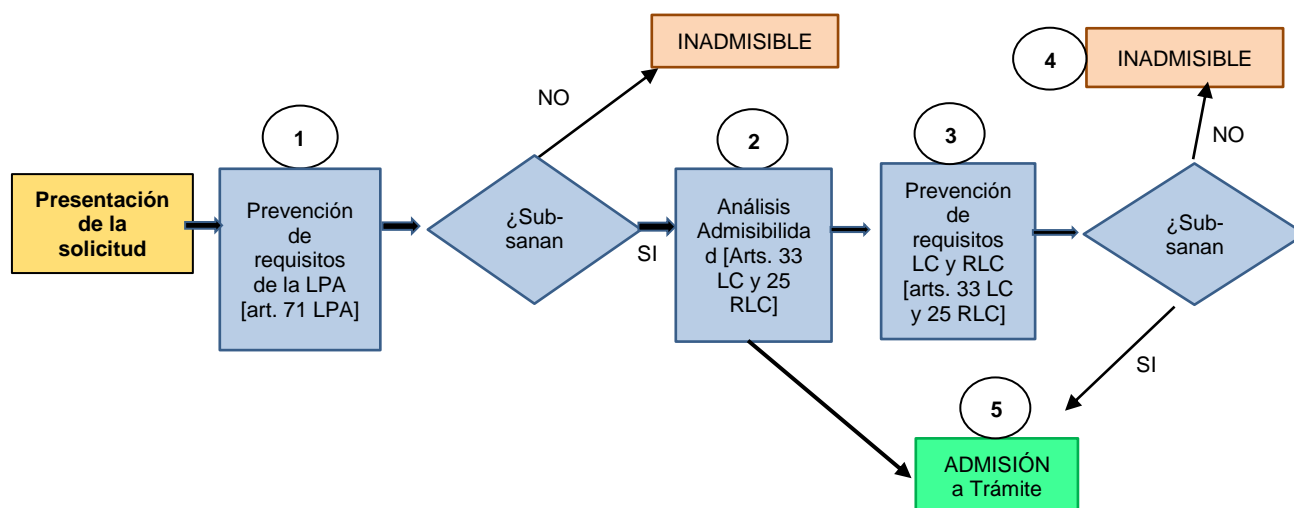 INADMISIBLE
4
INADMISIBLE
NO
NO
1
2
3
Presentación
de la
solicitud
Prevención
de
requisitos
de la LPA
[art. 71 LPA]
¿Sub-
sanan
SI
Análisis
Admisibilida
d [Arts. 33
LC y 25
RLC]
Prevención
de
requisitos
LC y RLC
[arts. 33 LC
y 25 RLC]
¿Sub-
sanan
SI
5
ADMISIÓN
a Trámite